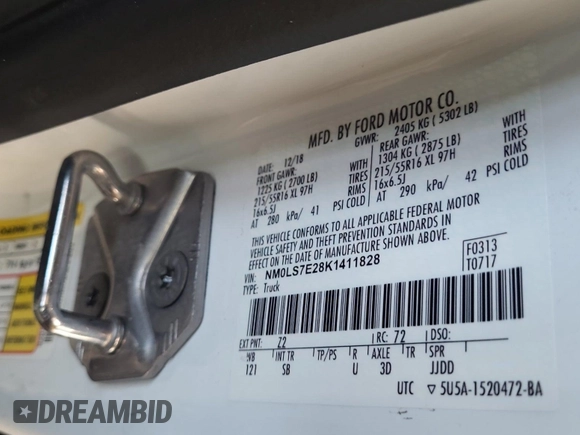 MFD. BY FORD MOTOR CO.
DATE: 12/18 GVWR: 2405 KG ( 5302 LB)
FRONT GAWR: REAR GAWR:
1225 KG ( 2700 LB) WITH 1304 KG ( 2875 LB) WITH
215/55R16 XL 97H TIRES 215/55R16 XL 97H TIRES
16x6.5J RIMS 16x6.5J RIMS
AT 280 kPa/ 41 PSI COLD AT 290 kPa/ 42 PSI COLD
THIS VEHICLE CONFORMS TO ALL APPLICABLE FEDERAL MOTOR
VEHICLE SAFETY AND THEFT PREVENTION STANDARDS IN
EFFECT ON THE DATE OF MANUFACTURE SHOWN ABOVE.
VIN: NM0LS7E28K1411828 F0313
TYPE: Truck T0717
EXT PNT: Z2 RC: 72 DSO:
WB INT TR TP/PS R AXLE TR SPR
121 SB U 3D JJDD
UTC ▽ 5U5A-1520472-BA
DREAMBID